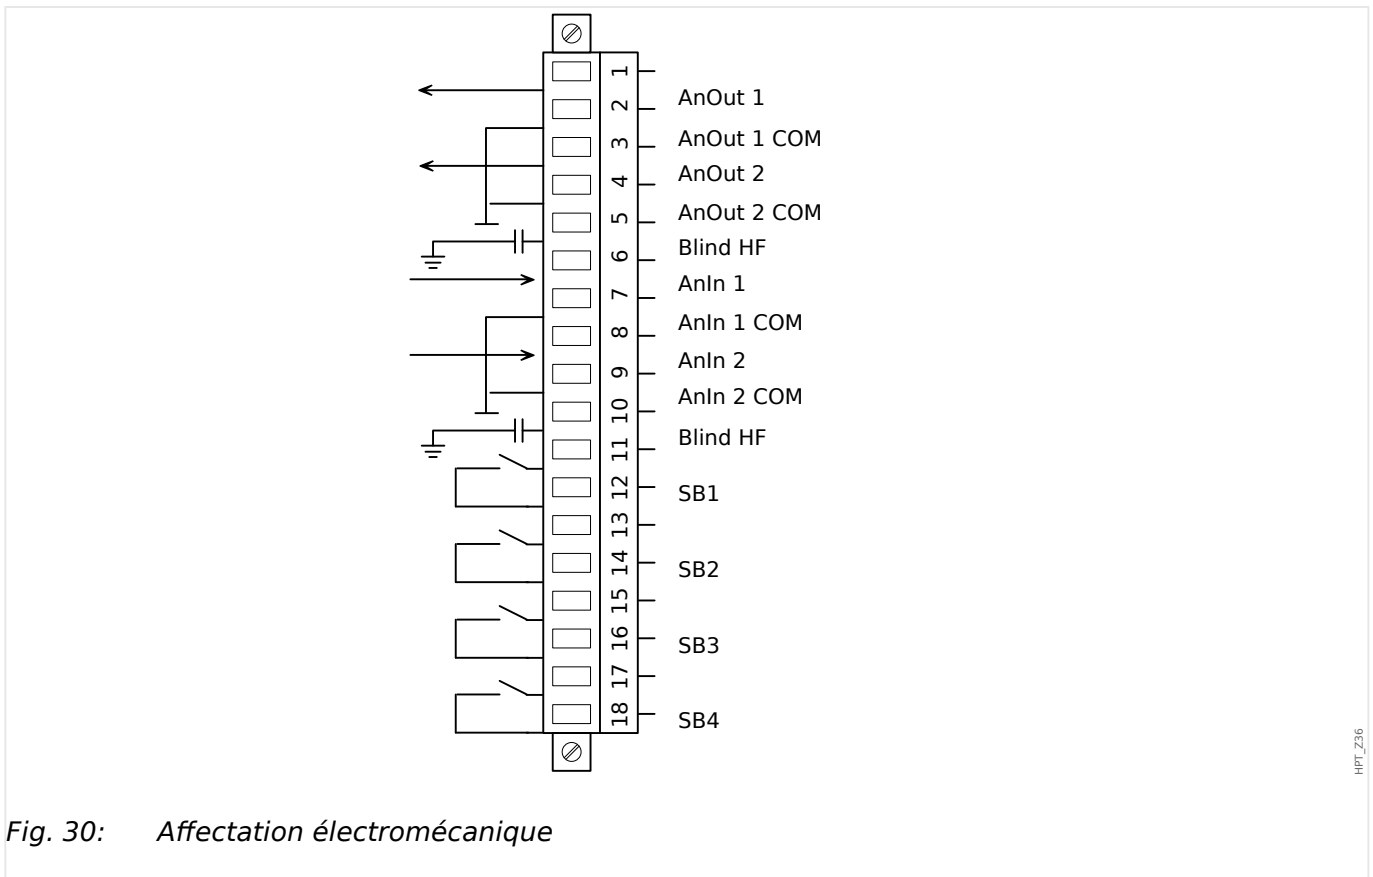 1
AnOut 1
2
AnOut 1 COM
3
AnOut 2
4
AnOut 2 COM
5
Blind HF
6
AnIn 1
7
AnIn 1 COM
8
AnIn 2
9
AnIn 2 COM
10
Blind HF
11
12
SB1
13
14
SB2
15
16
SB3
17
18
SB4
HPT_Z36
Fig. 30: Affectation électromécanique